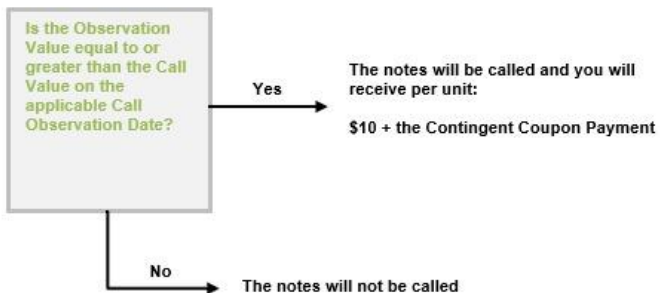 Is the Observation
Value equal to or
greater than the Call
Value on the
applicable Call
Observation Date?
Yes
The notes will be called and you will
receive per unit:
$10 + the Contingent Coupon Payment
No
The notes will not be called